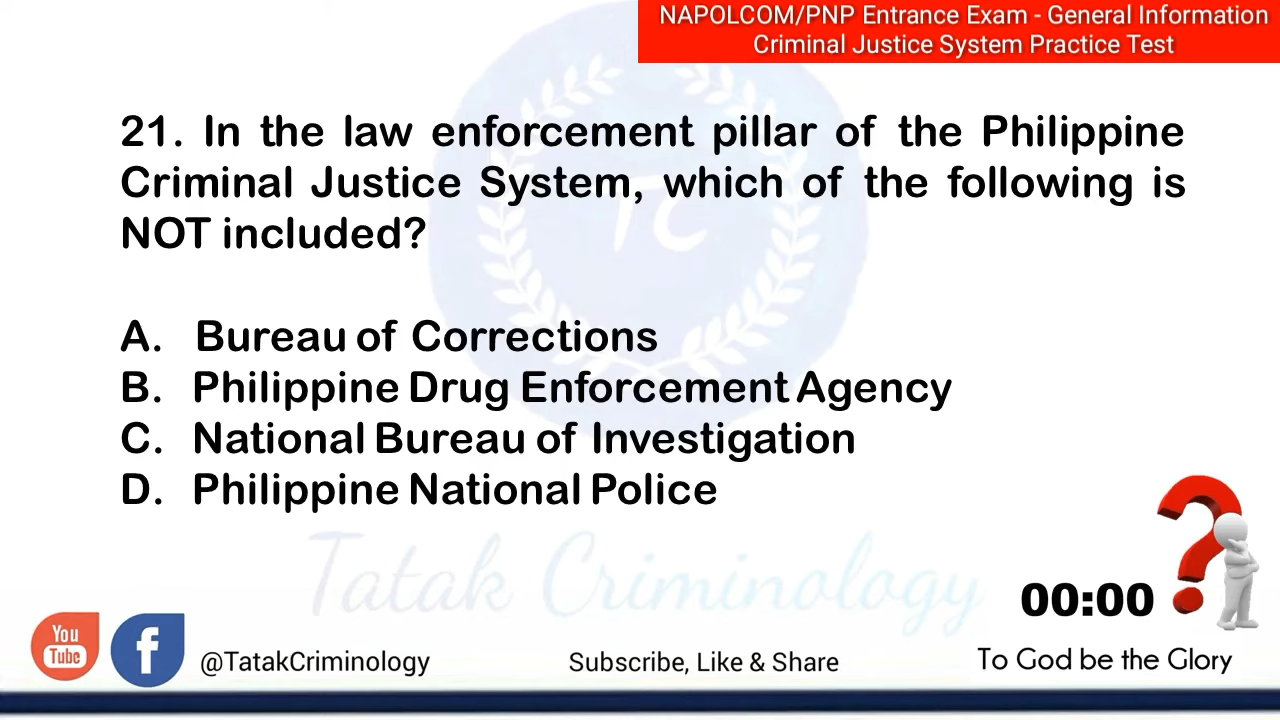 NAPOLCOM/PNP Entrance Exam - General Information
Criminal Justice System Practice Test
21. In the law enforcement pillar of the Philippine
Criminal Justice System, which of the following is
NOT included?
TC
A. Bureau of Corrections
B. Philippine Drug Enforcement Agency
C. National Bureau of Investigation
D. Philippine National Police
Tatak Criminology
00:00
You
Tube
f
@TatakCriminology
Subscribe, Like & Share
To God be the Glory